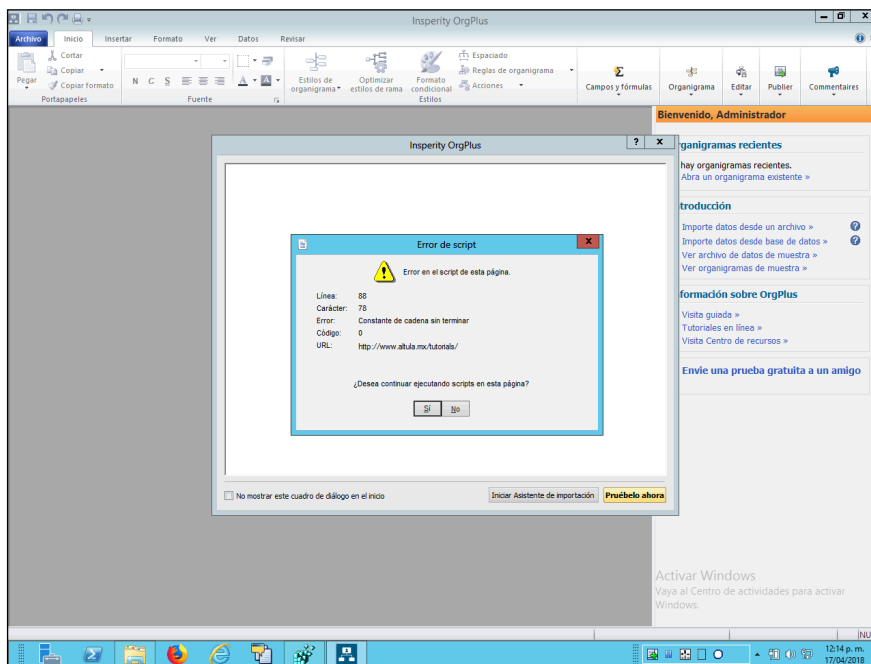 Insperity OrgPlus
Archivo Inicio Insertar Formato Ver Datos Revisar
Pegar
Cortar
Copiar
Copiar formato
Portapapeles
N C S
A A
Fuente
Estilos de organigrama
Optimizar estilos de rama
Formato condicional
Espaciado
Reglas de organigrama
Acciones
Estilos
Σ
Campos y fórmulas
Organigrama
Editar
Publier
Commentaires
Bienvenido, Administrador
Insperity OrgPlus
? x
Error de script
x
Error en el script de esta página.
Línea: 88
Carácter: 78
Error: Constante de cadena sin terminar
Código: 0
URL: http://www.altula.mx/tutorials/
¿Desea continuar ejecutando scripts en esta página?
Sí No
No mostrar este cuadro de diálogo en el inicio
Iniciar Asistente de importación
Pruébelo ahora
rganigramas recientes
hay organigramas recientes.
Abra un organigrama existente »
troducción
Importe datos desde un archivo »
Importe datos desde base de datos »
Ver archivo de datos de muestra »
Ver organigramas de muestra »
formación sobre OrgPlus
Visita guiada »
Tutoriales en línea »
Visita Centro de recursos »
Envie una prueba gratuita a un amigo
Activar Windows
Vaya al Centro de actividades para activar
Windows.
NU
12:14 p. m.
17/04/2018